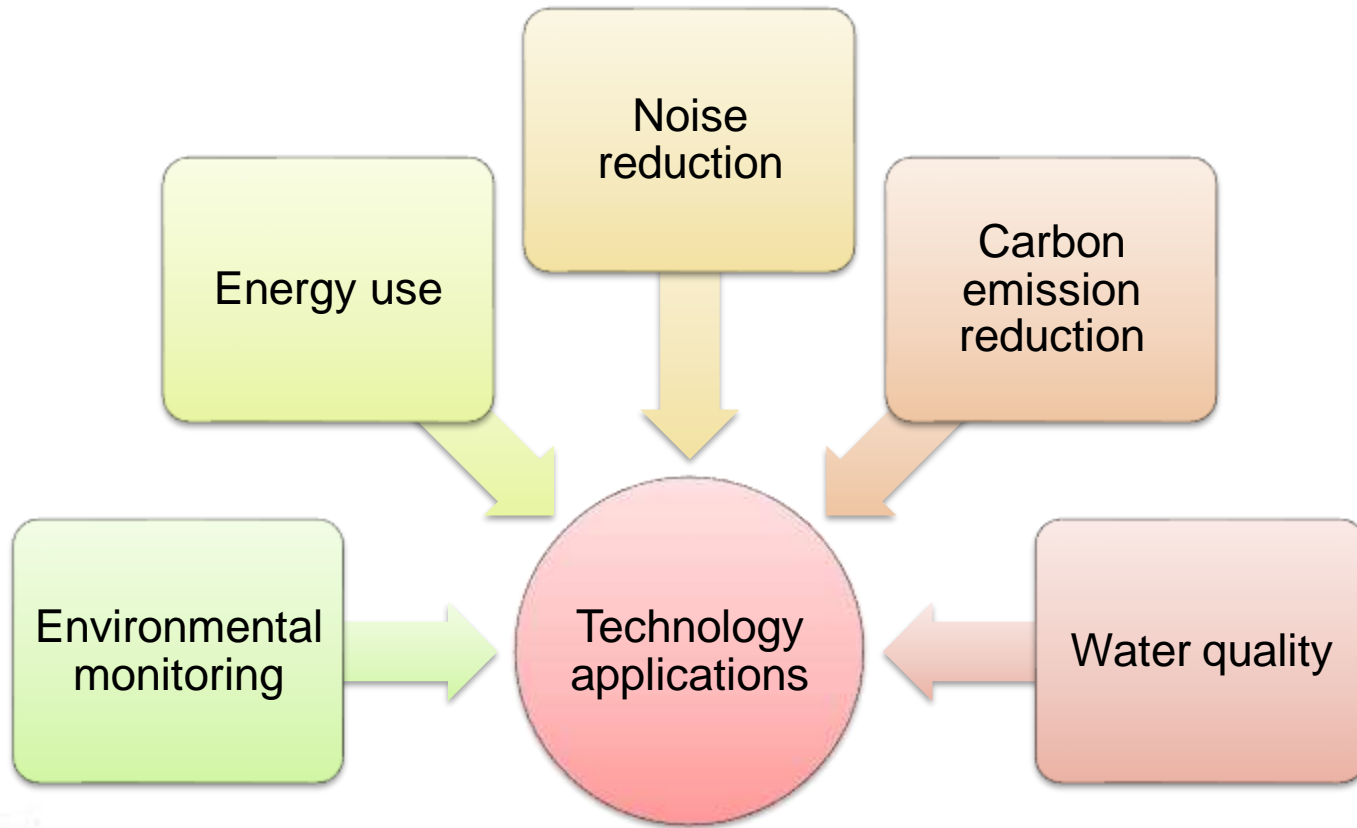 Noise
reduction
Energy use
Carbon
emission
reduction
Environmental
monitoring
Technology
applications
Water quality